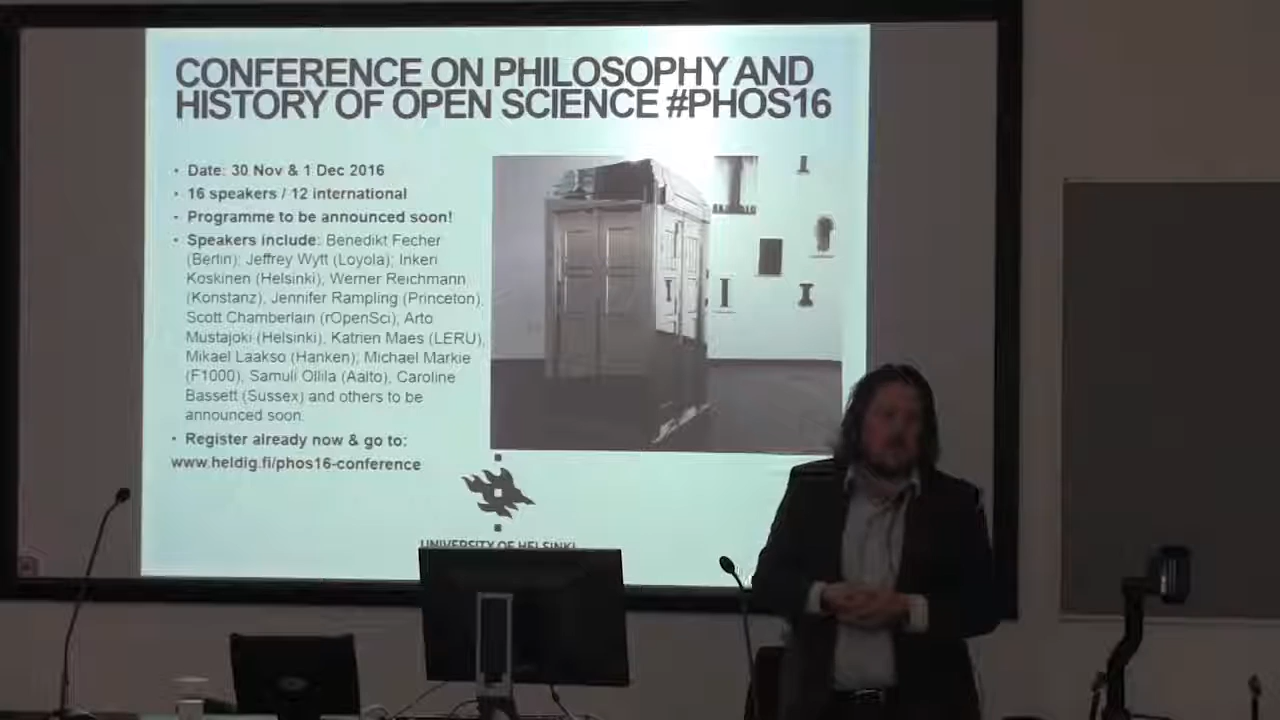 CONFERENCE ON PHILOSOPHY AND
HISTORY OF OPEN SCIENCE #PHOS16
• Date: 30 Nov & 1 Dec 2016
• 16 speakers / 12 international
• Programme to be announced soon!
• Speakers include: Benedikt Fecher
(Berlin); Jeffrey Wytt (Loyola); Inkeri
Koskinen (Helsinki), Werner Reichmann
(Konstanz), Jennifer Rampling (Princeton),
Scott Chamberlain (rOpenSci), Arto
Mustajoki (Helsinki), Katrien Maes (LERU),
Mikael Laakso (Hanken); Michael Markie
(F1000), Samuli Ollila (Aalto), Caroline
Bassett (Sussex) and others to be
announced soon.
• Register already now & go to:
www.heldig.fi/phos16-conference
UNIVERSITY OF HELSINKI